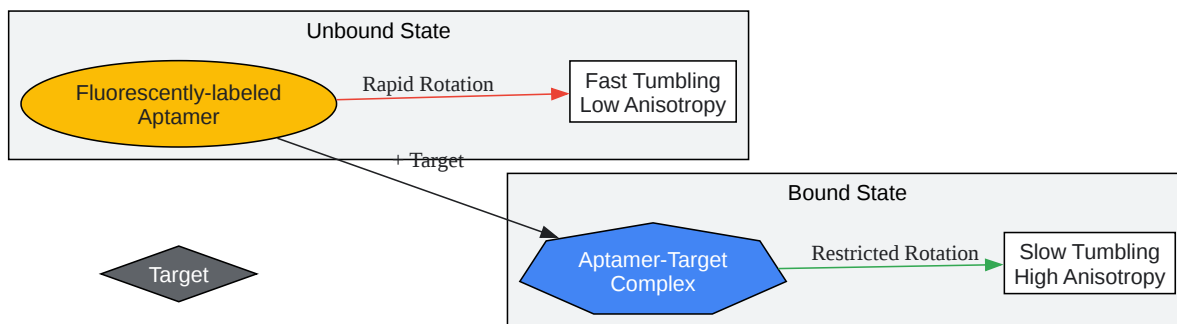 Unbound State
Fluorescently-labeled
Aptamer
Rapid Rotation
Fast Tumbling
Low Anisotropy
+ Target
Bound State
Target
Aptamer-Target
Complex
Restricted Rotation
Slow Tumbling
High Anisotropy